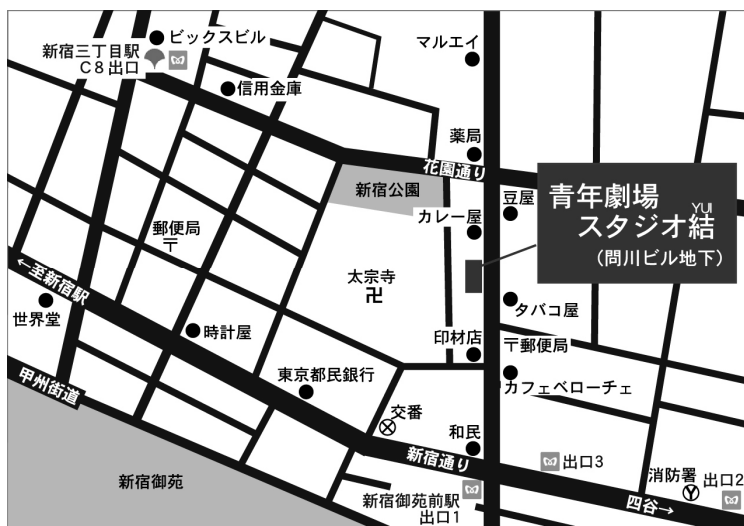 ビックスビル
新宿三丁目駅
C8出口
マルエイ
信用金庫
薬局
花園通り
新宿公園
豆屋
カレー屋
青年劇場
YUI
スタジオ結
(問川ビル地下)
郵便局
〒
太宗寺
卍
←至新宿駅
世界堂
時計屋
タバコ屋
印材店
〒郵便局
東京都民銀行
カフェベローチェ
甲州街道
交番
和民
新宿通り
出口3
消防署
出口2
Y
新宿御苑
新宿御苑前駅
出口1
四谷→